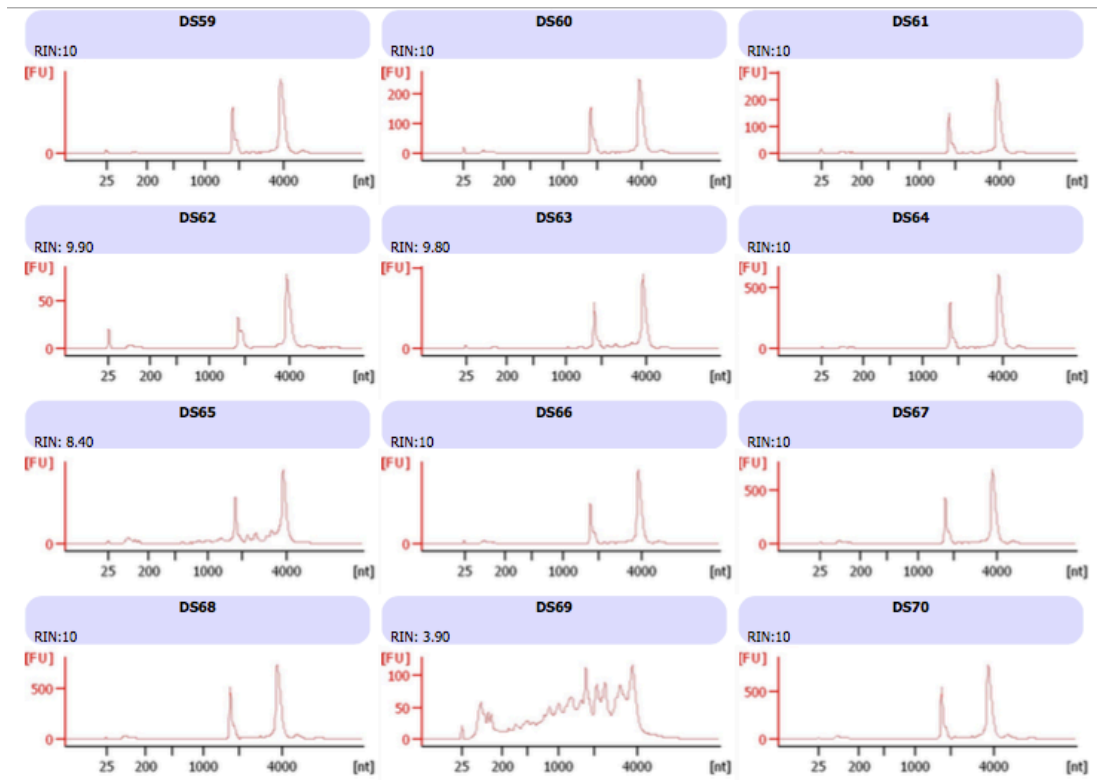 DS59 DS60 DS61
RIN:10 RIN:10 RIN:10
[FU] [FU] [FU]
200 200
100 100
0 0 0
25 200 1000 4000 [nt] 25 200 1000 4000 [nt] 25 200 1000 4000 [nt]
DS62 DS63 DS64
RIN: 9.90 RIN: 9.80 RIN:10
[FU] [FU] [FU]
50 500
0 0 0
25 200 1000 4000 [nt] 25 200 1000 4000 [nt] 25 200 1000 4000 [nt]
DS65 DS66 DS67
RIN: 8.40 RIN:10 RIN:10
[FU] [FU] [FU]
500
0 0 0
25 200 1000 4000 [nt] 25 200 1000 4000 [nt] 25 200 1000 4000 [nt]
DS68 DS69 DS70
RIN:10 RIN: 3.90 RIN:10
[FU] [FU] [FU]
100
500 50 500
0 0 0
25 200 1000 4000 [nt] 25 200 1000 4000 [nt] 25 200 1000 4000 [nt]